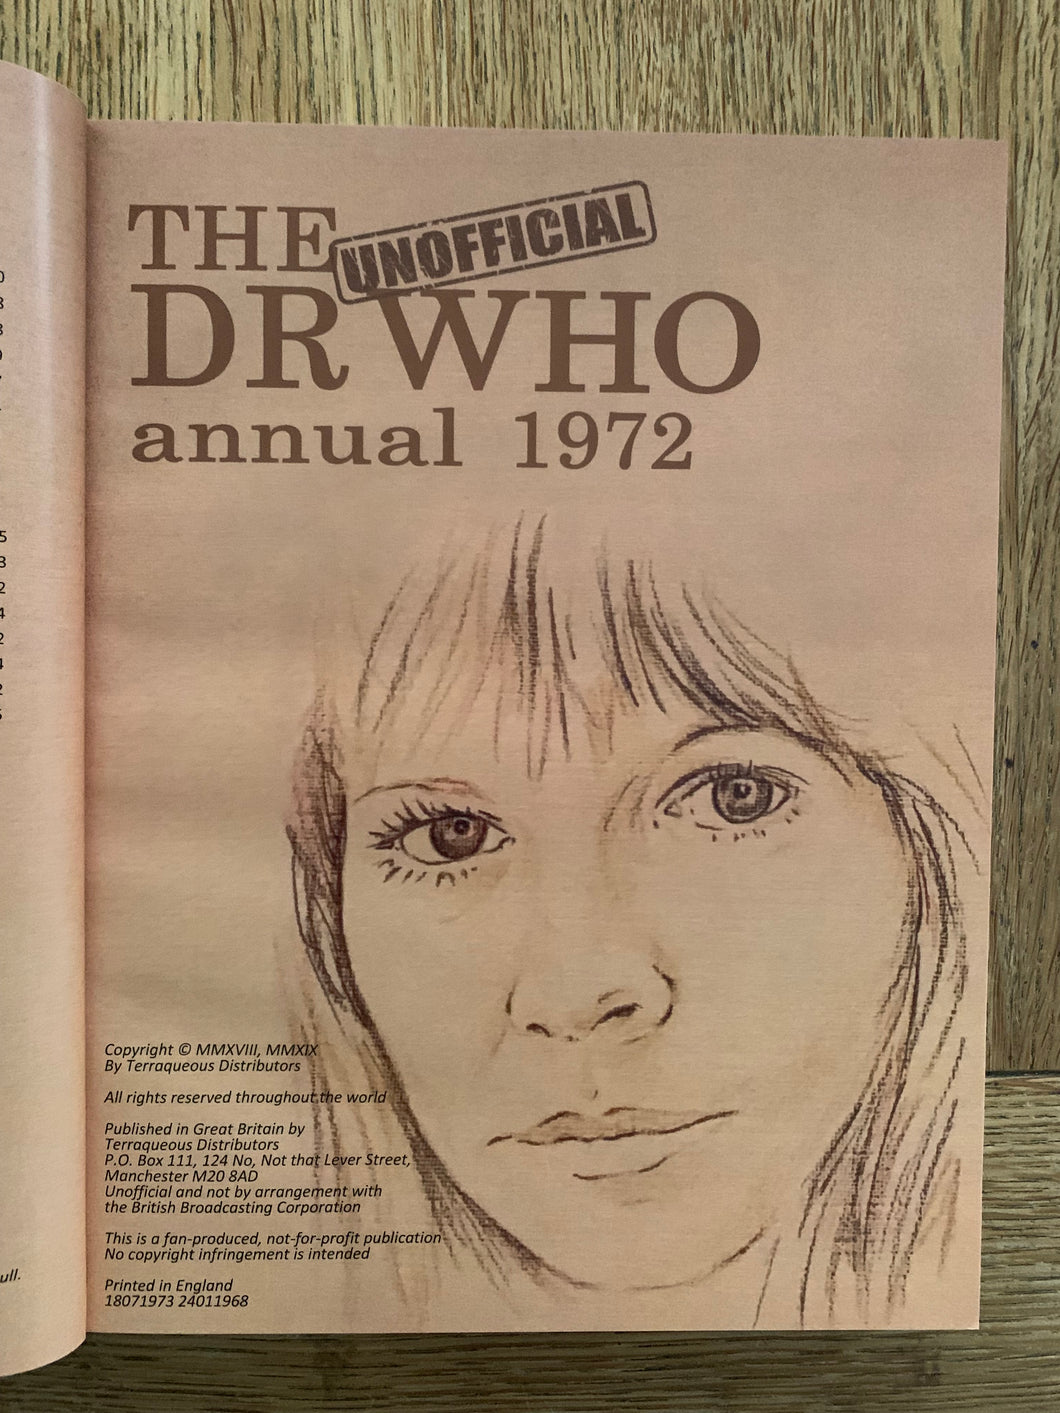 THE
UNOFFICIAL
DR WHO
annual 1972
Copyright © MMXVIII, MMXIX
By Terraqueous Distributors
All rights reserved throughout the world
Published in Great Britain by
Terraqueous Distributors
P.O. Box 111, 124 No, Not that Lever Street,
Manchester M20 8AD
Unofficial and not by arrangement with
the British Broadcasting Corporation
This is a fan-produced, not-for-profit publication
No copyright infringement is intended
Printed in England
18071973 24011968